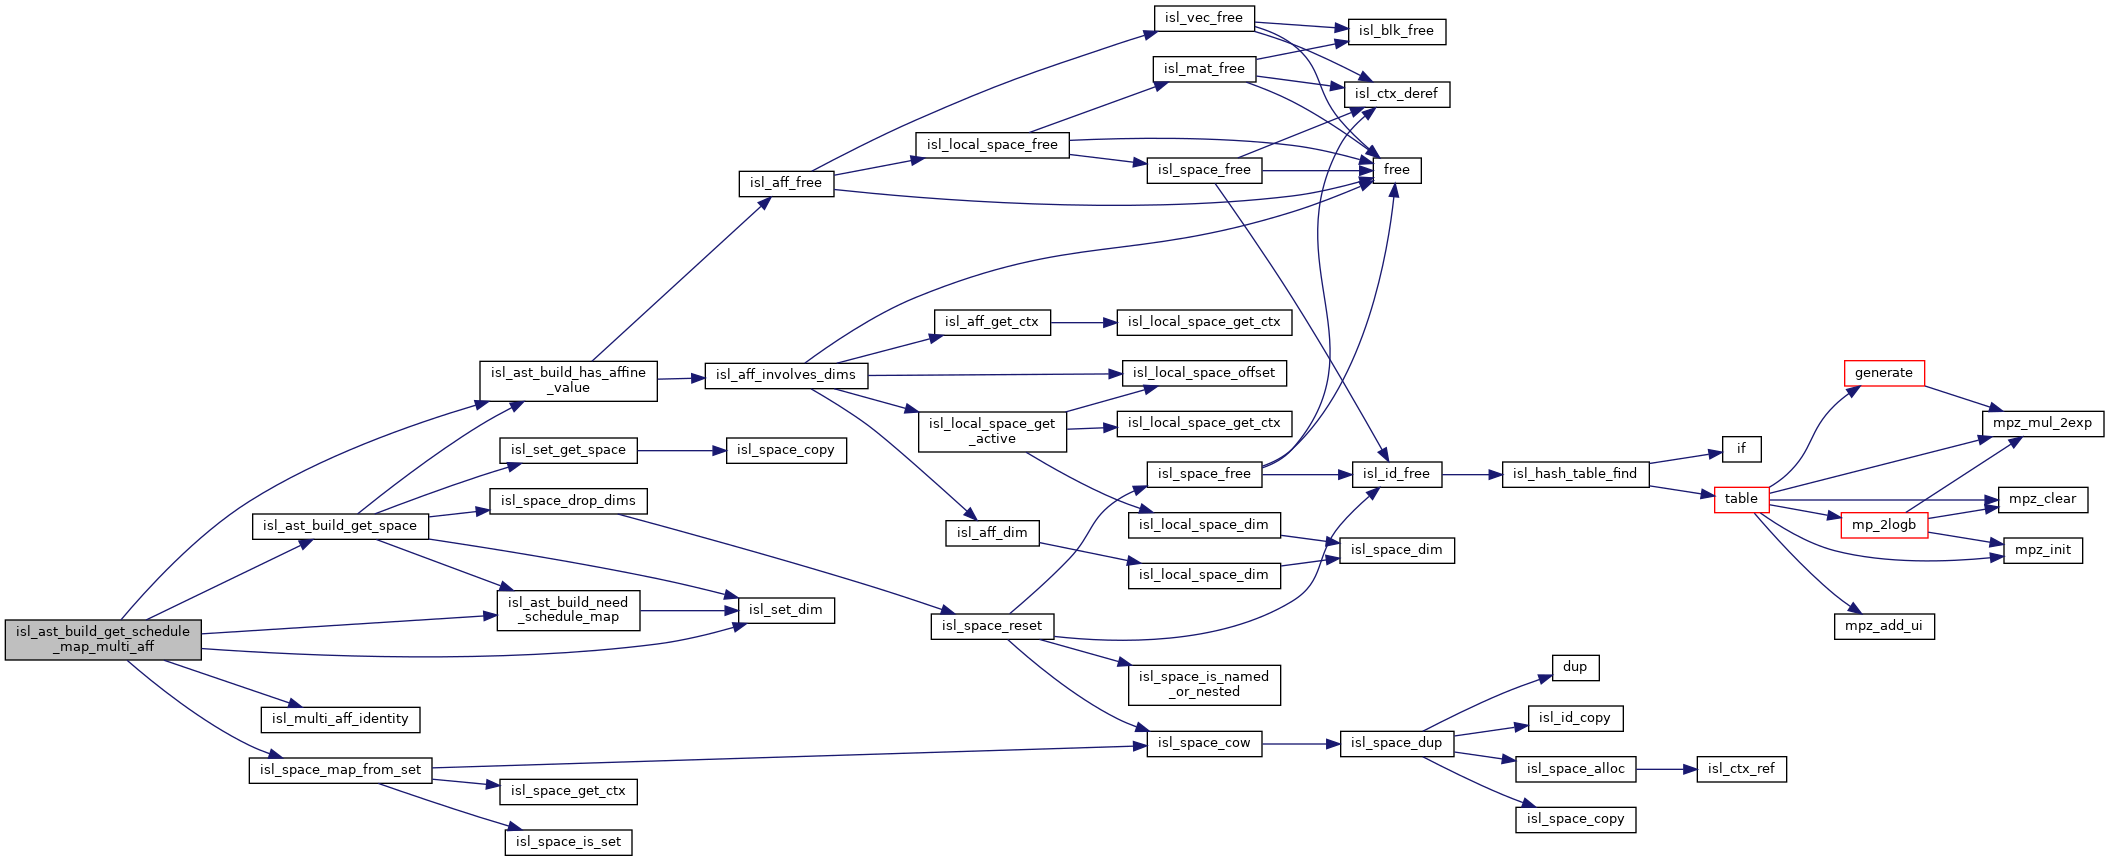 isl_ast_build_get_schedule
_map_multi_aff
isl_ast_build_get_space
isl_multi_aff_identity
isl_space_map_from_set
isl_ast_build_has_affine
_value
isl_set_get_space
isl_space_drop_dims
isl_ast_build_need
_schedule_map
isl_space_get_ctx
isl_space_is_set
isl_aff_free
isl_aff_involves_dims
isl_space_copy
isl_set_dim
isl_local_space_free
isl_aff_get_ctx
isl_local_space_get
_active
isl_aff_dim
isl_space_reset
isl_vec_free
isl_mat_free
isl_space_free
isl_local_space_get_ctx
isl_local_space_offset
isl_local_space_get_ctx
isl_space_free
isl_local_space_dim
isl_local_space_dim
isl_space_is_named
_or_nested
isl_space_cow
isl_blk_free
isl_ctx_deref
free
isl_id_free
isl_space_dim
isl_space_dup
isl_hash_table_find
dup
isl_id_copy
isl_space_alloc
isl_space_copy
if
table
isl_ctx_ref
generate
mp_2logb
mpz_add_ui
mpz_mul_2exp
mpz_clear
mpz_init